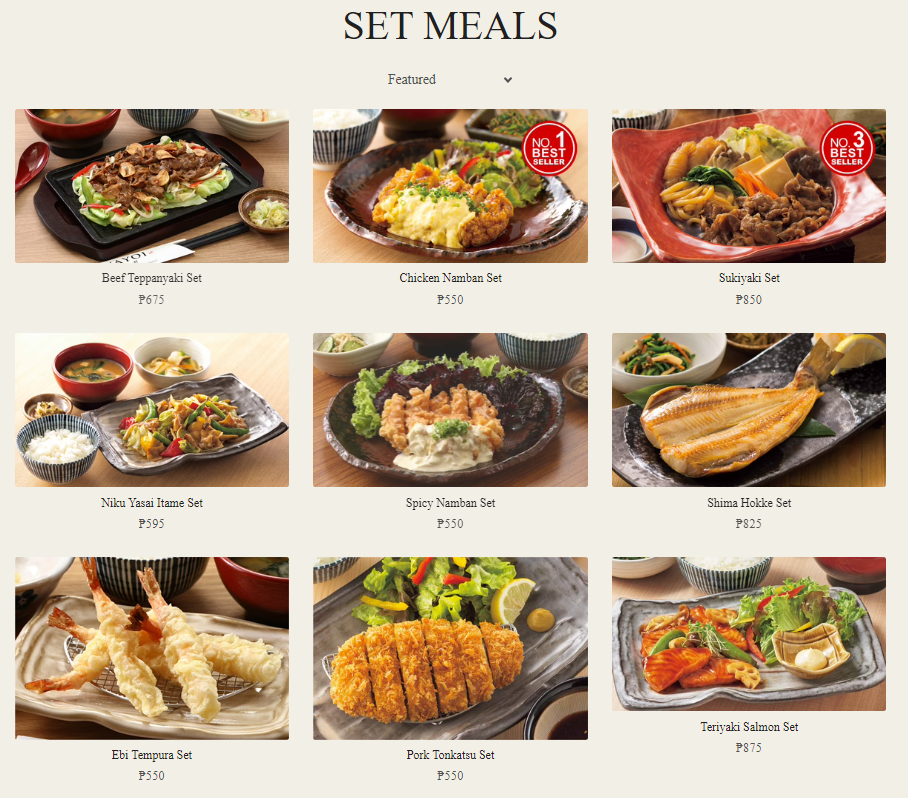 SET MEALS
Featured
NO. 1
BEST
SELLER
NO. 3
BEST
SELLER
Beef Teppanyaki Set
₱675
Chicken Namban Set
₱550
Sukiyaki Set
₱850
Niku Yasai Itame Set
₱595
Spicy Namban Set
₱550
Shima Hokke Set
₱825
Ebi Tempura Set
₱550
Pork Tonkatsu Set
₱550
Teriyaki Salmon Set
₱875